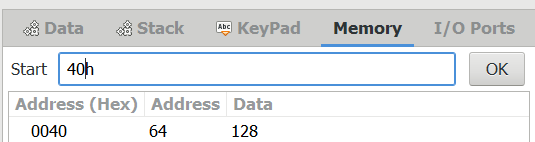 Data Stack Abc KeyPad Memory I/O Ports
Start 40h OK
Address (Hex) Address Data
0040 64 128